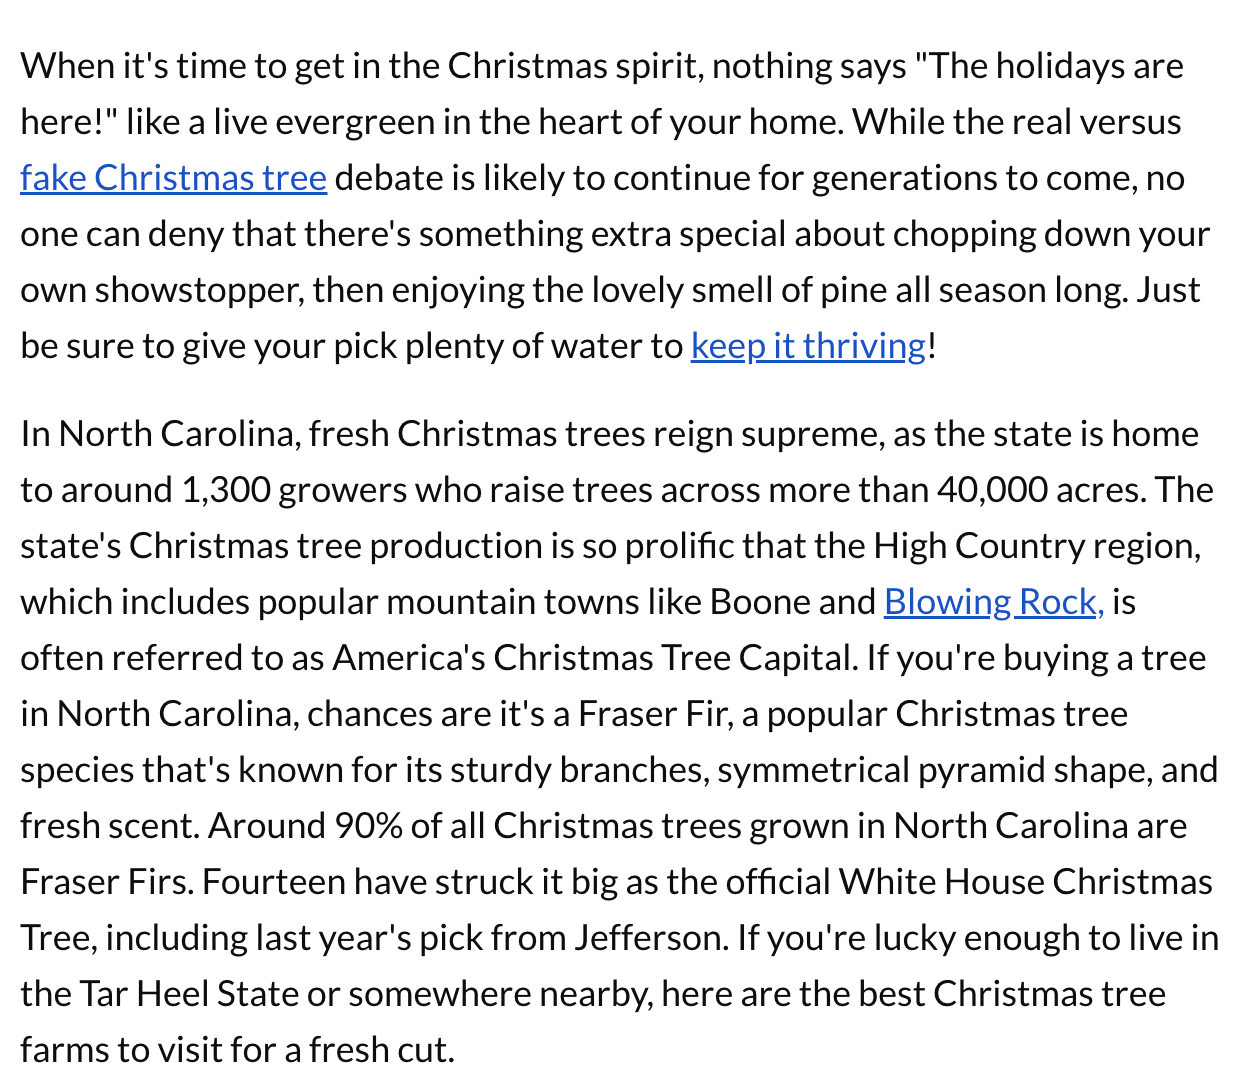 When it's time to get in the Christmas spirit, nothing says "The holidays are
here!" like a live evergreen in the heart of your home. While the real versus
fake Christmas tree debate is likely to continue for generations to come, no
one can deny that there's something extra special about chopping down your
own showstopper, then enjoying the lovely smell of pine all season long. Just
be sure to give your pick plenty of water to keep it thriving!
In North Carolina, fresh Christmas trees reign supreme, as the state is home
to around 1,300 growers who raise trees across more than 40,000 acres. The
state's Christmas tree production is so prolific that the High Country region,
which includes popular mountain towns like Boone and Blowing Rock, is
often referred to as America's Christmas Tree Capital. If you're buying a tree
in North Carolina, chances are it's a Fraser Fir, a popular Christmas tree
species that's known for its sturdy branches, symmetrical pyramid shape, and
fresh scent. Around 90% of all Christmas trees grown in North Carolina are
Fraser Firs. Fourteen have struck it big as the official White House Christmas
Tree, including last year's pick from Jefferson. If you're lucky enough to live in
the Tar Heel State or somewhere nearby, here are the best Christmas tree
farms to visit for a fresh cut.